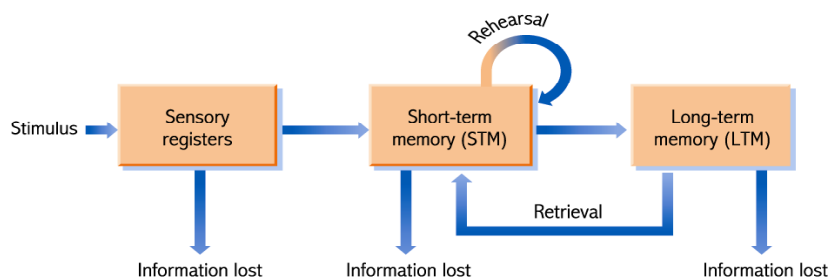 Rehearsal
Stimulus
Sensory
registers
Short-term
memory (STM)
Long-term
memory (LTM)
Retrieval
Information lost
Information lost
Information lost